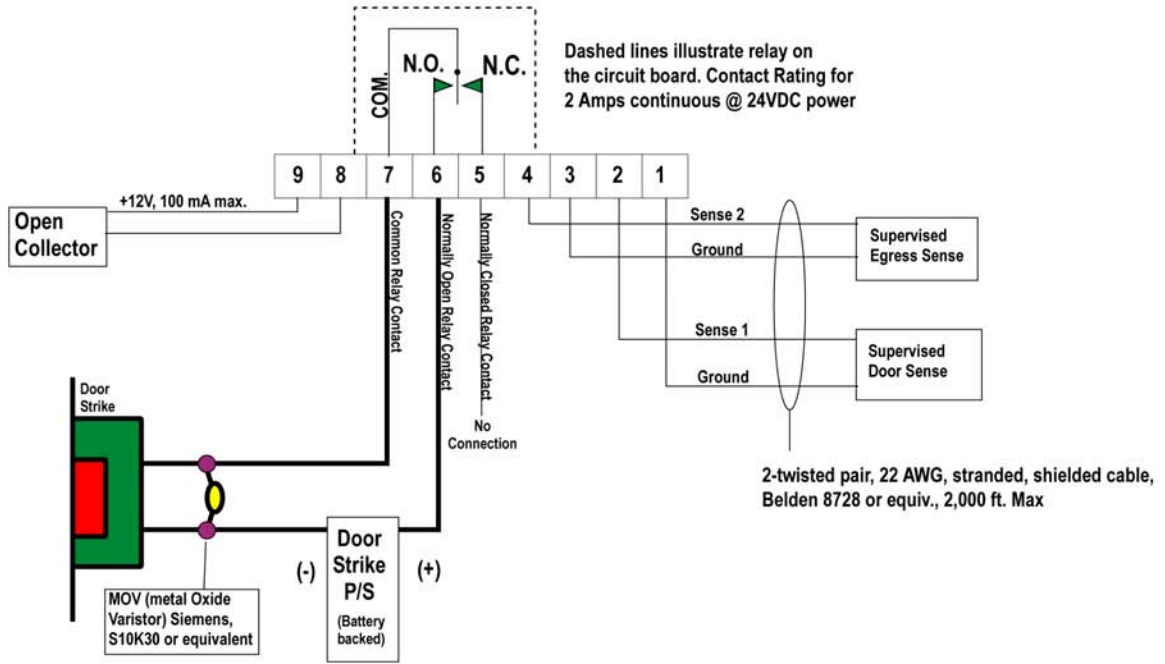 Dashed lines illustrate relay on
the circuit board. Contact Rating for
2 Amps continuous @ 24VDC power
N.O.
N.C.
COM.
9 8 7 6 5 4 3 2 1
+12V, 100 mA max.
Open
Collector
Common Relay Contact
Normally Open Relay Contact
Normally Closed Relay Contact
No
Connection
Sense 2
Ground
Supervised
Egress Sense
Sense 1
Ground
Supervised
Door Sense
2-twisted pair, 22 AWG, stranded, shielded cable,
Belden 8728 or equiv., 2,000 ft. Max
Door
Strike
MOV (metal Oxide
Varistor) Siemens,
S10K30 or equivalent
(-)
Door
Strike
P/S
(Battery
backed)
(+)